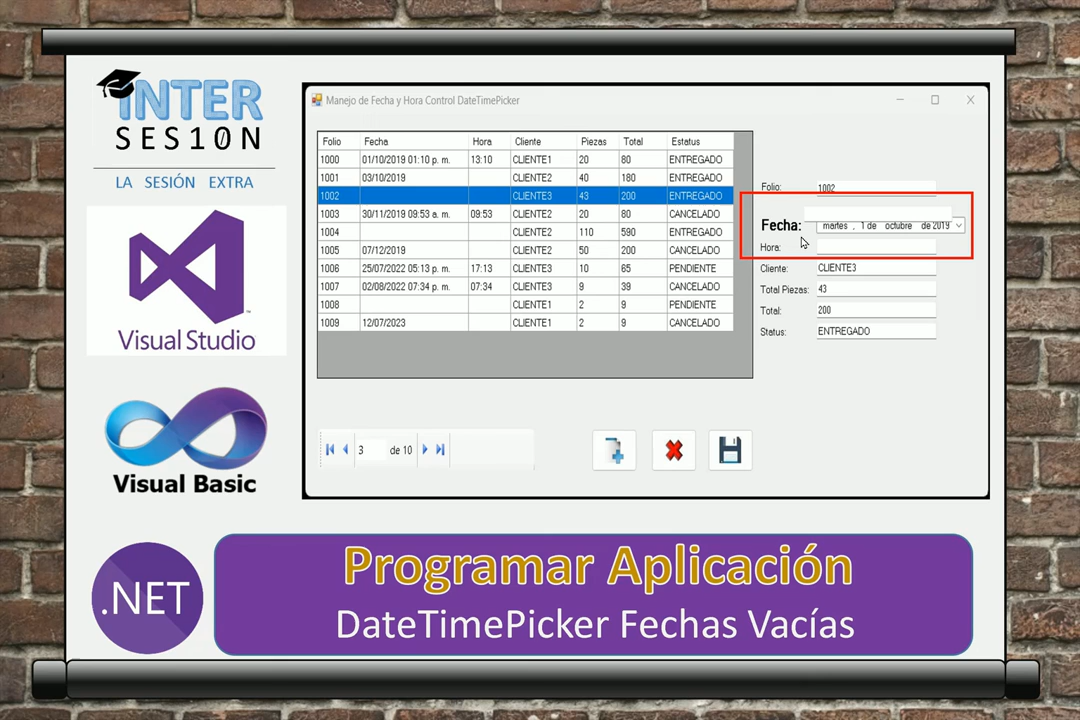 INTER
SES10N
LA SESIÓN EXTRA
Visual Studio
Visual Basic
.NET
Manejo de Fecha y Hora Control DateTimePicker
Folio Fecha Hora Cliente Piezas Total Estatus
1000 01/10/2019 01:10 p. m. 13:10 CLIENTE1 20 80 ENTREGADO
1001 03/10/2019 CLIENTE2 40 180 ENTREGADO
1002 CLIENTE3 43 200 ENTREGADO
1003 30/11/2019 09:53 a. m. 09:53 CLIENTE2 20 80 CANCELADO
1004 CLIENTE2 110 590 ENTREGADO
1005 07/12/2019 CLIENTE2 50 200 CANCELADO
1006 25/07/2022 05:13 p. m. 17:13 CLIENTE3 10 65 PENDIENTE
1007 02/08/2022 07:34 p. m. 07:34 CLIENTE3 9 39 CANCELADO
1008 CLIENTE1 2 9 PENDIENTE
1009 12/07/2023 CLIENTE1 2 9 CANCELADO
Folio: 1002
Fecha: martes , 1 de octubre de 2019
Hora:
Cliente: CLIENTE3
Total Piezas: 43
Total: 200
Status: ENTREGADO
3 de 10
Programar Aplicación
DateTimePicker Fechas Vacías